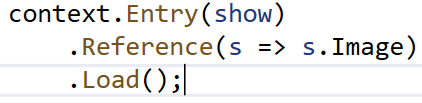 context.Entry(show)
    .Reference(s => s.Image)
    .Load();